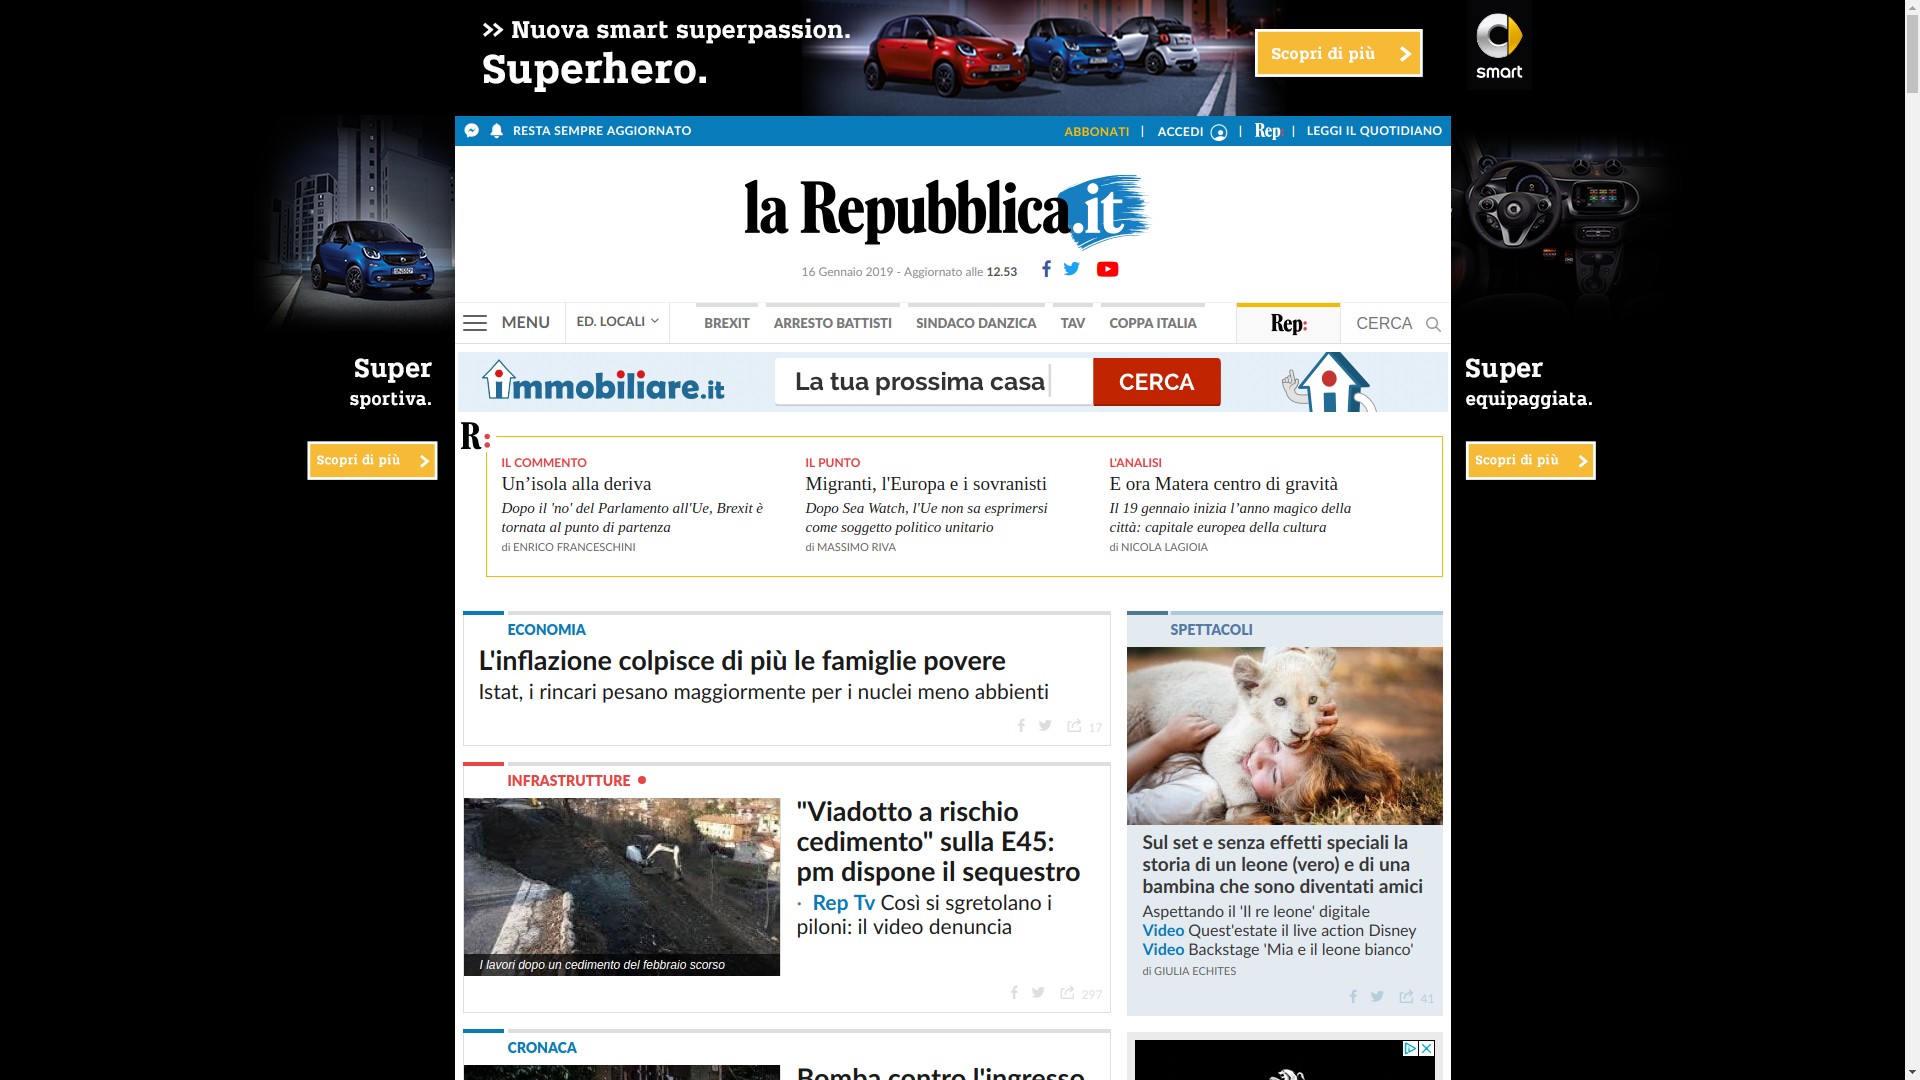 >> Nuova smart superpassion.
Superhero.
Scopri di più
smart
RESTA SEMPRE AGGIORNATO
ABBONATI | ACCEDI | Rep: | LEGGI IL QUOTIDIANO
la Repubblica.it
16 Gennaio 2019 - Aggiornato alle 12.53
MENU
ED. LOCALI
BREXIT
ARRESTO BATTISTI
SINDACO DANZICA
TAV
COPPA ITALIA
Rep:
CERCA
immobiliare.it
La tua prossima casa
CERCA
Super
sportiva.
Scopri di più
Super
equipaggiata.
Scopri di più
R:
IL COMMENTO
Un’isola alla deriva
Dopo il 'no' del Parlamento all'Ue, Brexit è
tornata al punto di partenza
di ENRICO FRANCESCHINI
IL PUNTO
Migranti, l'Europa e i sovranisti
Dopo Sea Watch, l'Ue non sa esprimersi
come soggetto politico unitario
di MASSIMO RIVA
L'ANALISI
E ora Matera centro di gravità
Il 19 gennaio inizia l’anno magico della
città: capitale europea della cultura
di NICOLA LAGIOIA
ECONOMIA
L'inflazione colpisce di più le famiglie povere
Istat, i rincari pesano maggiormente per i nuclei meno abbienti
17
INFRASTRUTTURE
"Viadotto a rischio
cedimento" sulla E45:
pm dispone il sequestro
· Rep Tv Così si sgretolano i
piloni: il video denuncia
I lavori dopo un cedimento del febbraio scorso
297
CRONACA
Bomba contro l'ingresso
SPETTACOLI
Sul set e senza effetti speciali la
storia di un leone (vero) e di una
bambina che sono diventati amici
Aspettando il 'Il re leone' digitale
Video Quest'estate il live action Disney
Video Backstage 'Mia e il leone bianco'
di GIULIA ECHITES
41